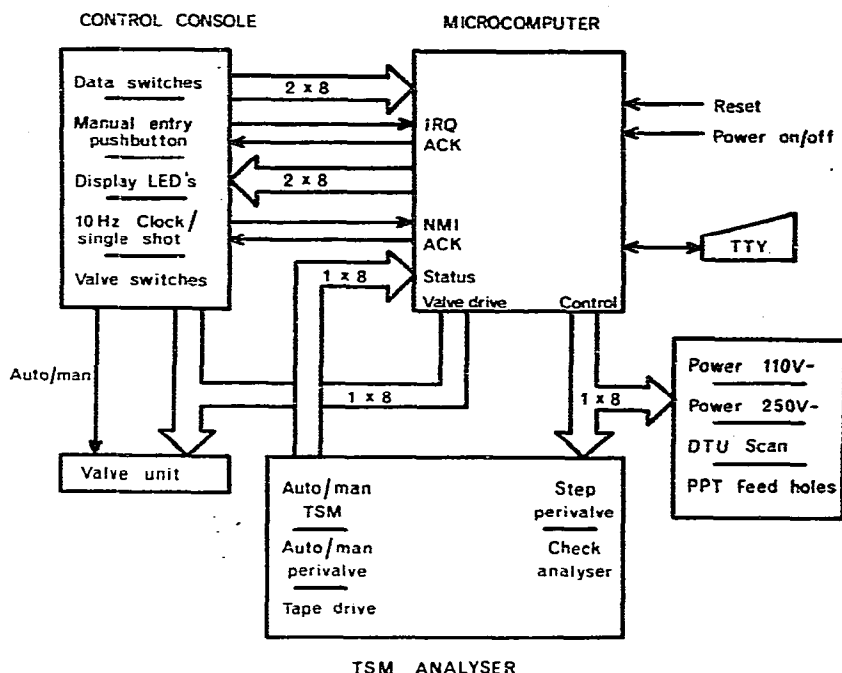 CONTROL CONSOLE
MICROCOMPUTER
Data switches
Manual entry
pushbutton
Display LED's
10 Hz Clock/
single shot
Valve switches
2 x 8
IRQ
ACK
2 x 8
NMI
ACK
1 x 8
Status
Valve drive
Control
Reset
Power on/off
TTY.
Auto/man
1 x 8
1 x 8
Power 110V~
Power 250V~
DTU Scan
PPT feed holes
Valve unit
Auto/man
TSM
Auto/man
perivalve
Tape drive
Step
perivalve
Check
analyser
TSM ANALYSER